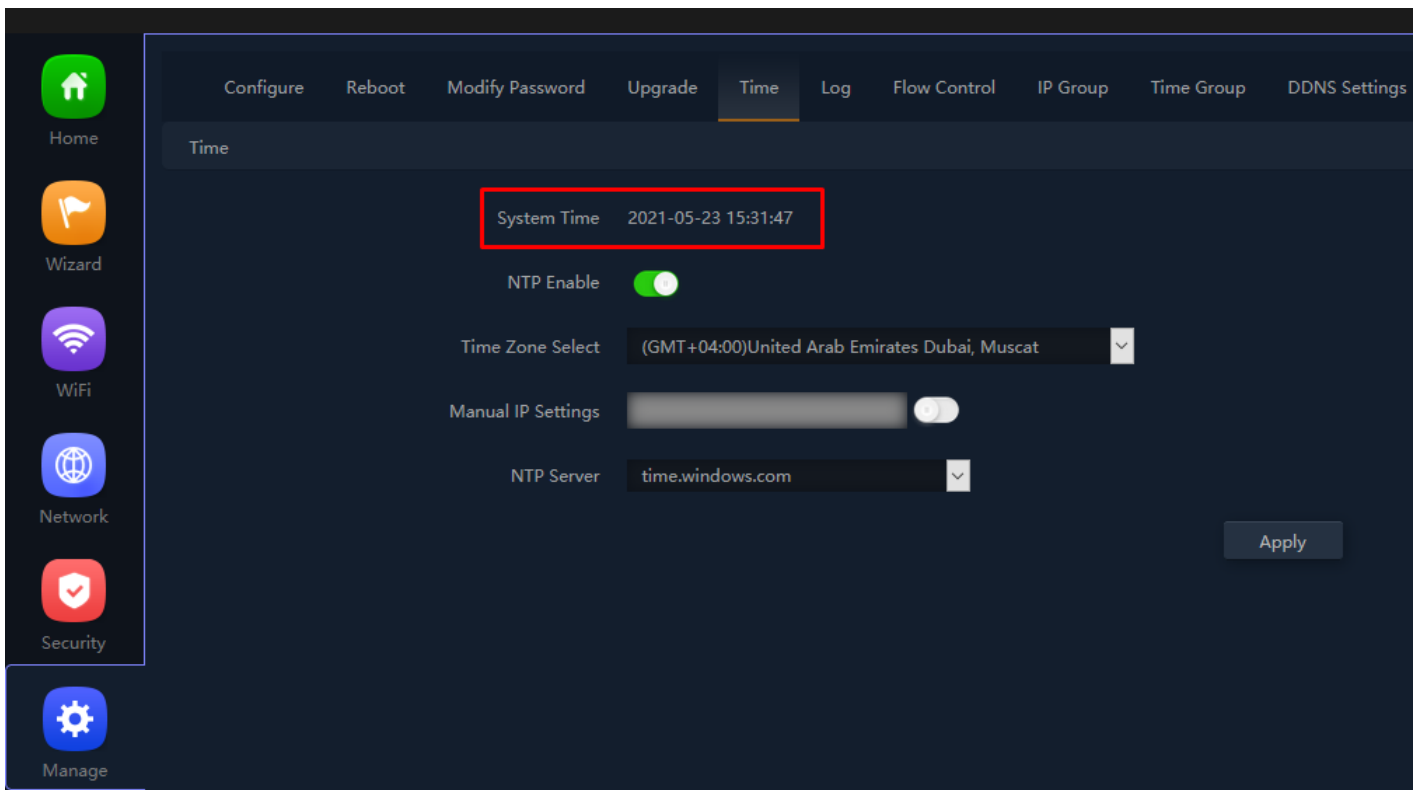 Configure Reboot Modify Password Upgrade Time Log Flow Control IP Group Time Group DDNS Settings
Home
Time
System Time 2021-05-23 15:31:47
Wizard
NTP Enable
Time Zone Select (GMT+04:00)United Arab Emirates Dubai, Muscat
WiFi
Manual IP Settings
NTP Server time.windows.com
Network
Apply
Security
Manage